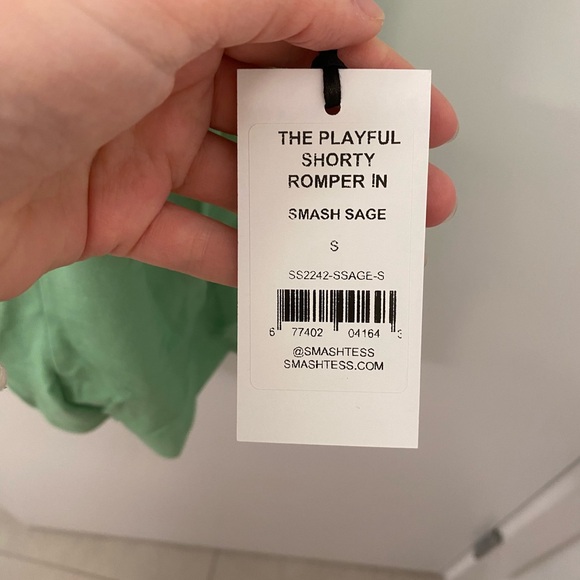 THE PLAYFUL
SHORTY
ROMPER IN
SMASH SAGE
S
SS2242-SSAGE-S
6 77402 04164 3
@SMASHTESS
SMASHTESS.COM